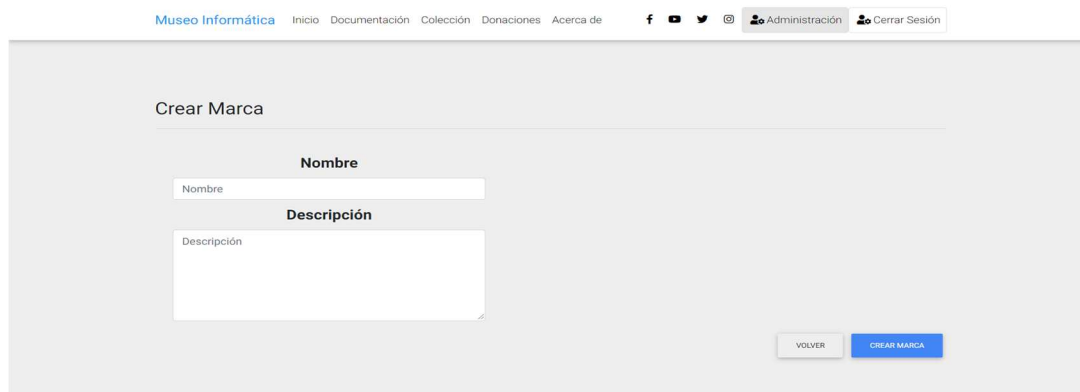 Museo Informática Inicio Documentación Colección Donaciones Acerca de Administración Cerrar Sesión
Crear Marca
Nombre
Nombre
Descripción
Descripción
VOLVER CREAR MARCA